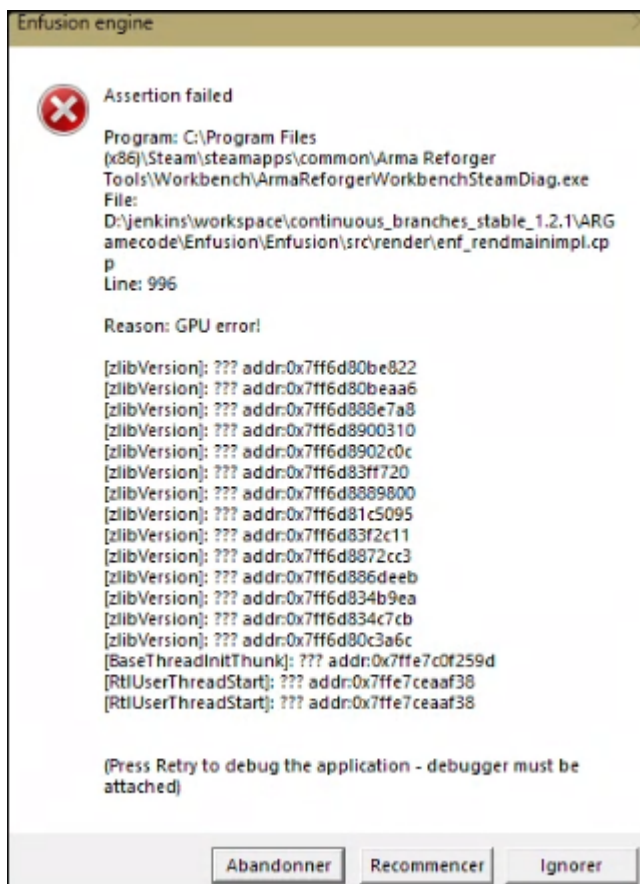 Enfusion engine
Assertion failed
Program: C:\Program Files
(x86)\Steam\steamapps\common\Arma Reforger
Tools\Workbench\ArmaReforgerWorkbenchSteamDiag.exe
File:
D:\jenkins\workspace\continuous_branches_stable_1.2.1\ARG
amecode\Enfusion\Enfusion\src\render\enf_rendmainimpl.cp
p
Line: 996
Reason: GPU error!
[zlibVersion]: ??? addr:0x7ff6d80be822
[zlibVersion]: ??? addr:0x7ff6d80beaa6
[zlibVersion]: ??? addr:0x7ff6d888e7a8
[zlibVersion]: ??? addr:0x7ff6d8900310
[zlibVersion]: ??? addr:0x7ff6d8902c0c
[zlibVersion]: ??? addr:0x7ff6d83ff720
[zlibVersion]: ??? addr:0x7ff6d8889800
[zlibVersion]: ??? addr:0x7ff6d81c5095
[zlibVersion]: ??? addr:0x7ff6d83f2c11
[zlibVersion]: ??? addr:0x7ff6d8872cc3
[zlibVersion]: ??? addr:0x7ff6d886deeb
[zlibVersion]: ??? addr:0x7ff6d834b9ea
[zlibVersion]: ??? addr:0x7ff6d834c7cb
[zlibVersion]: ??? addr:0x7ff6d80c3a6c
[BaseThreadInitThunk]: ??? addr:0x7ffe7c0f259d
[RtlUserThreadStart]: ??? addr:0x7ffe7ceaaf38
[RtlUserThreadStart]: ??? addr:0x7ffe7ceaaf38
(Press Retry to debug the application - debugger must be
attached)
Abandonner
Recommencer
Ignorer